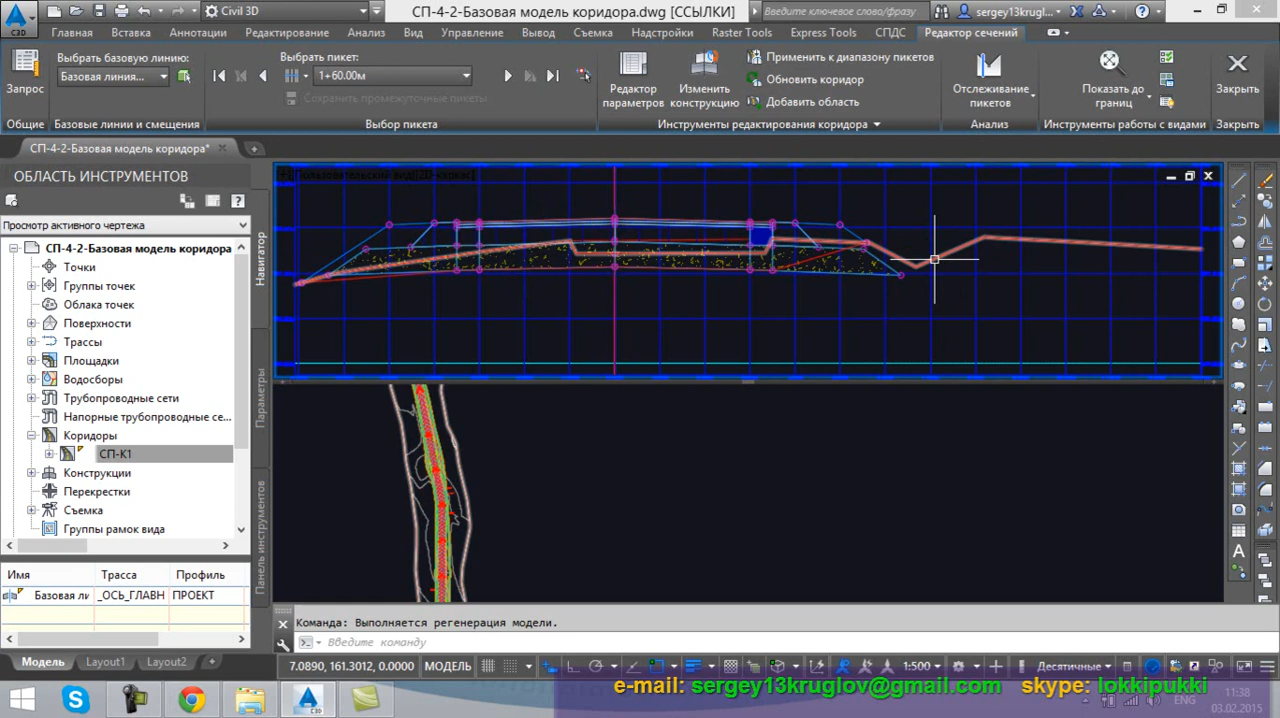 Civil 3D
СП-4-2-Базовая модель коридора.dwg [ССЫЛКИ]
Введите ключевое слово/фразу
sergey13kruglo...
C3D
Главная Вставка Аннотации Редактирование Анализ Вид Управление Вывод Съемка Надстройки Raster Tools Express Tools СПДС Редактор сечений
Выбрать базовую линию: Выбрать пикет:
Базовая линия... 1+60.00м
Сохранить промежуточные пикеты
Запрос
Редактор параметров
Изменить конструкцию
Применить к диапазону пикетов
Обновить коридор
Добавить область
Отслеживание пикетов
Показать до границ
Закрыть
Общие Базовые линии и смещения Выбор пикета Инструменты редактирования коридора Анализ Инструменты работы с видами Закрыть
СП-4-2-Базовая модель коридора*
ОБЛАСТЬ ИНСТРУМЕНТОВ
Просмотр активного чертежа
СП-4-2-Базовая модель коридора
Точки
Группы точек
Облака точек
Поверхности
Трассы
Площадки
Водосборы
Трубопроводные сети
Напорные трубопроводные се...
Коридоры
СП-К1
Конструкции
Перекрестки
Съемка
Группы рамок вида
Навигатор
Параметры
Панель инструментов
Имя Трасса Профиль
Базовая ли _ОСЬ_ГЛАВН ПРОЕКТ
[Пользовательский вид][2D-каркас]
Команда: Выполняется регенерация модели.
Введите команду
Модель Layout1 Layout2
7.0890, 161.3012, 0.0000 МОДЕЛЬ 1:500 Десятичные
e-mail: sergey13kruglov@gmail.com skype: lokkipukki
ENG
11:38
03.02.2015